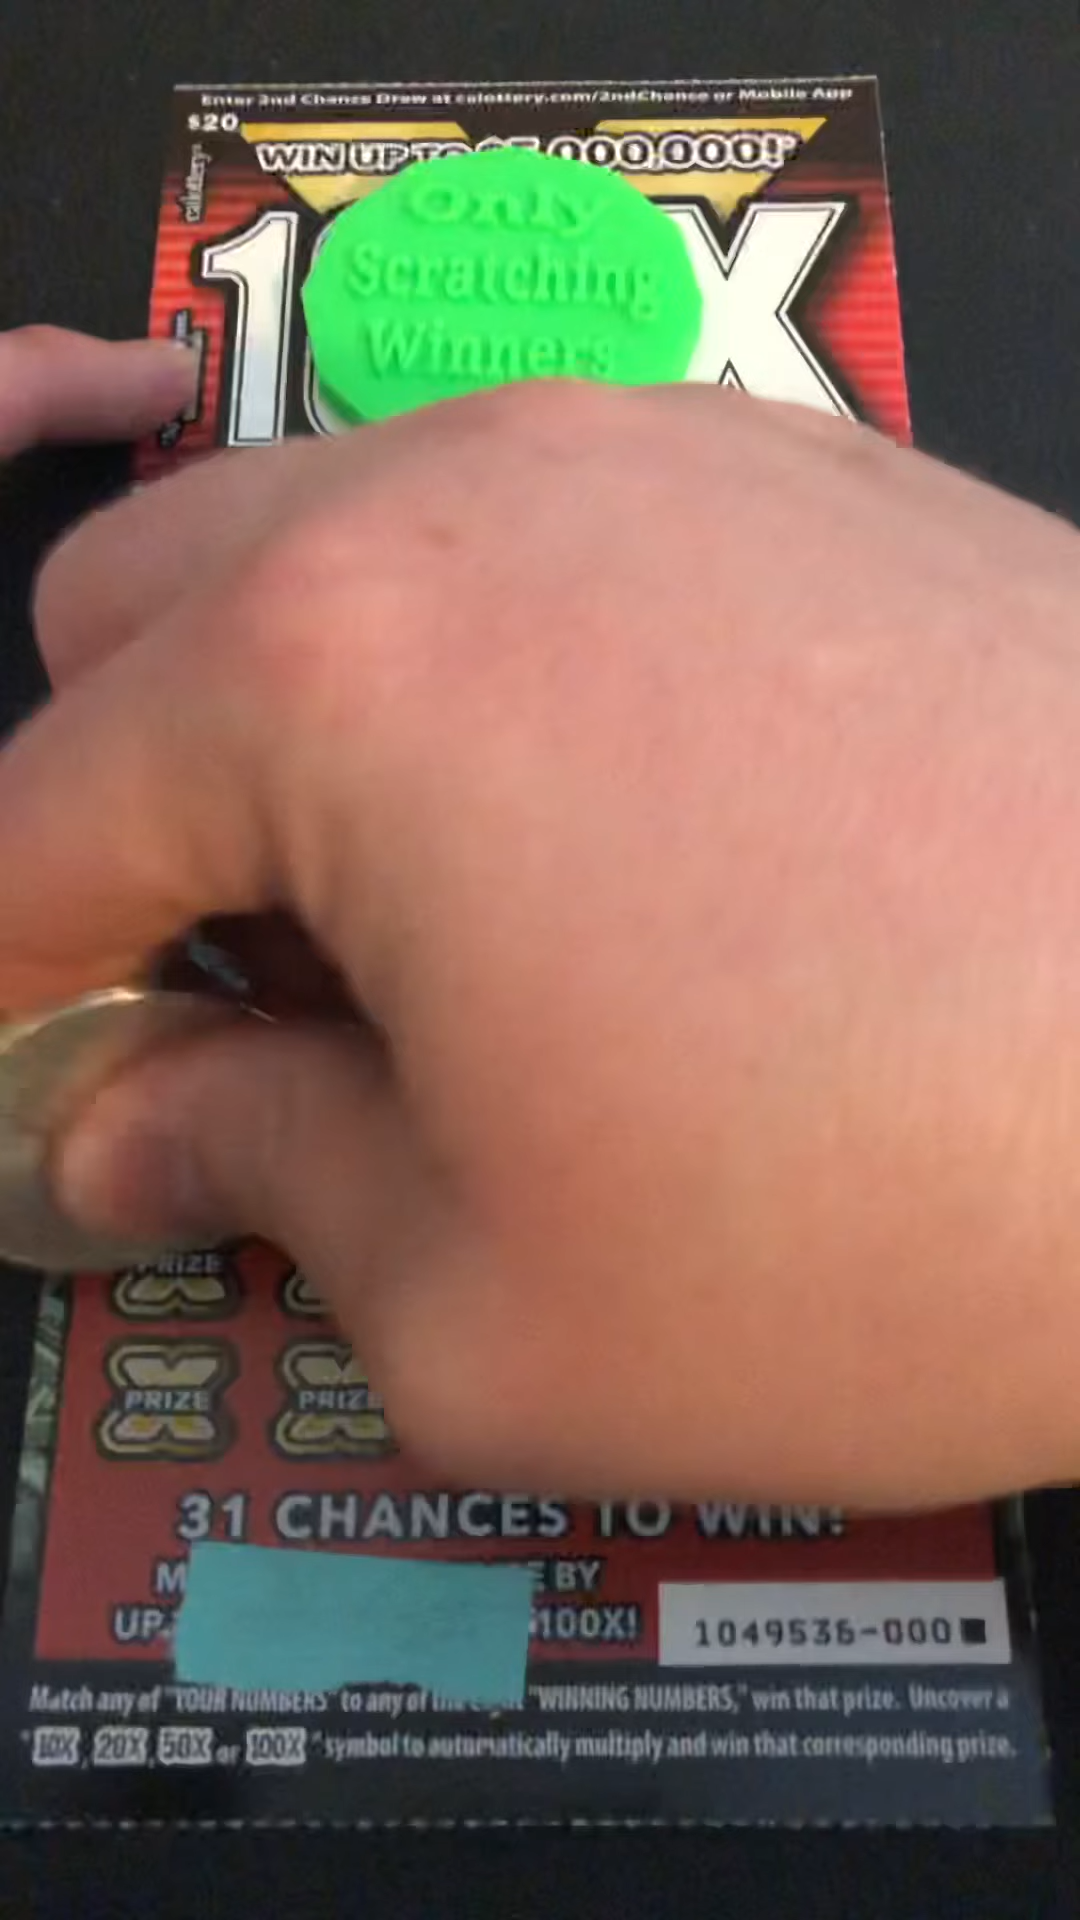 Enter 2nd Chance Draw at calottery.com/2ndChance or Mobile App
$20
calottery
WIN UP TO 000,000!
1 X
Only
Scratching
Winners
PRIZE
PRIZE PRIZE
31 CHANCES TO WIN!
BY
UP 100X!
1049536-000
Match any of "YOUR NUMBERS" to any of "WINNING NUMBERS," win that prize. Uncover a
"10X, 20X, 50X or 100X" symbol to automatically multiply and win that corresponding prize.